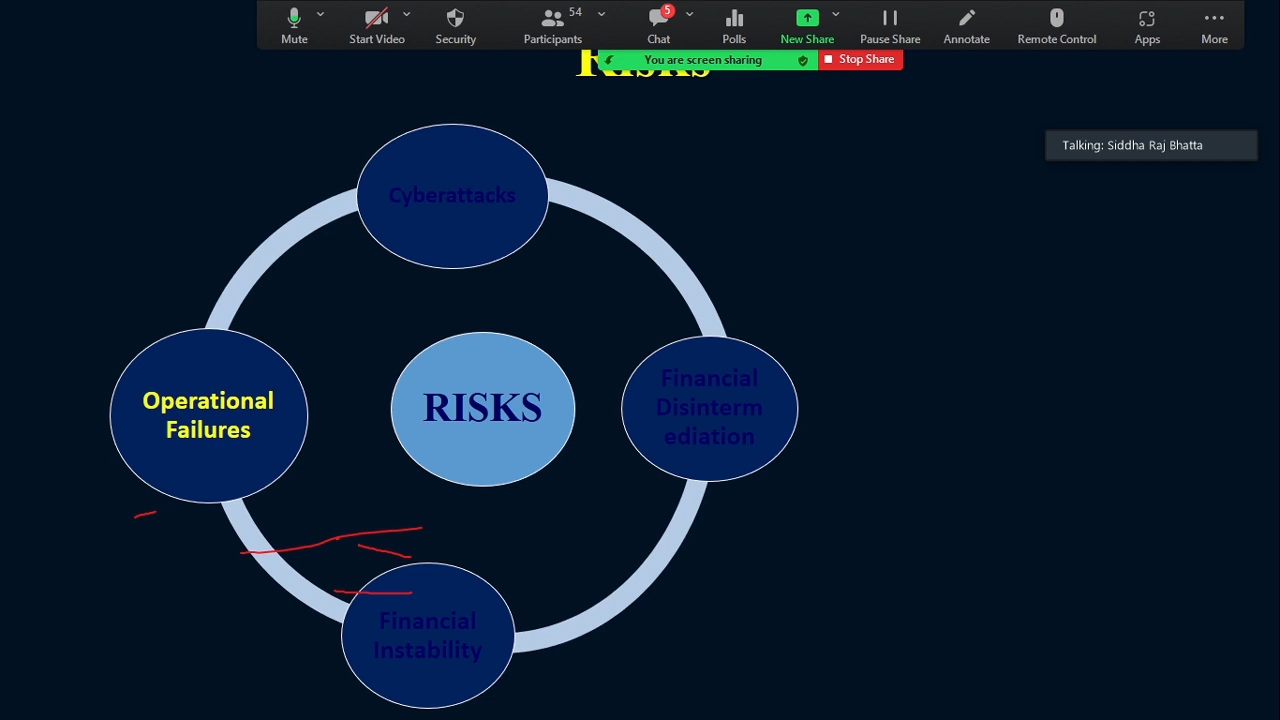 Mute
Start Video
Security
Participants
54
Chat
5
Polls
New Share
Pause Share
Annotate
Remote Control
Apps
More
You are screen sharing
Stop Share
Risks
Talking: Siddha Raj Bhatta
Cyberattacks
Financial
Disinterm
ediation
Operational
Failures
RISKS
Financial
Instability